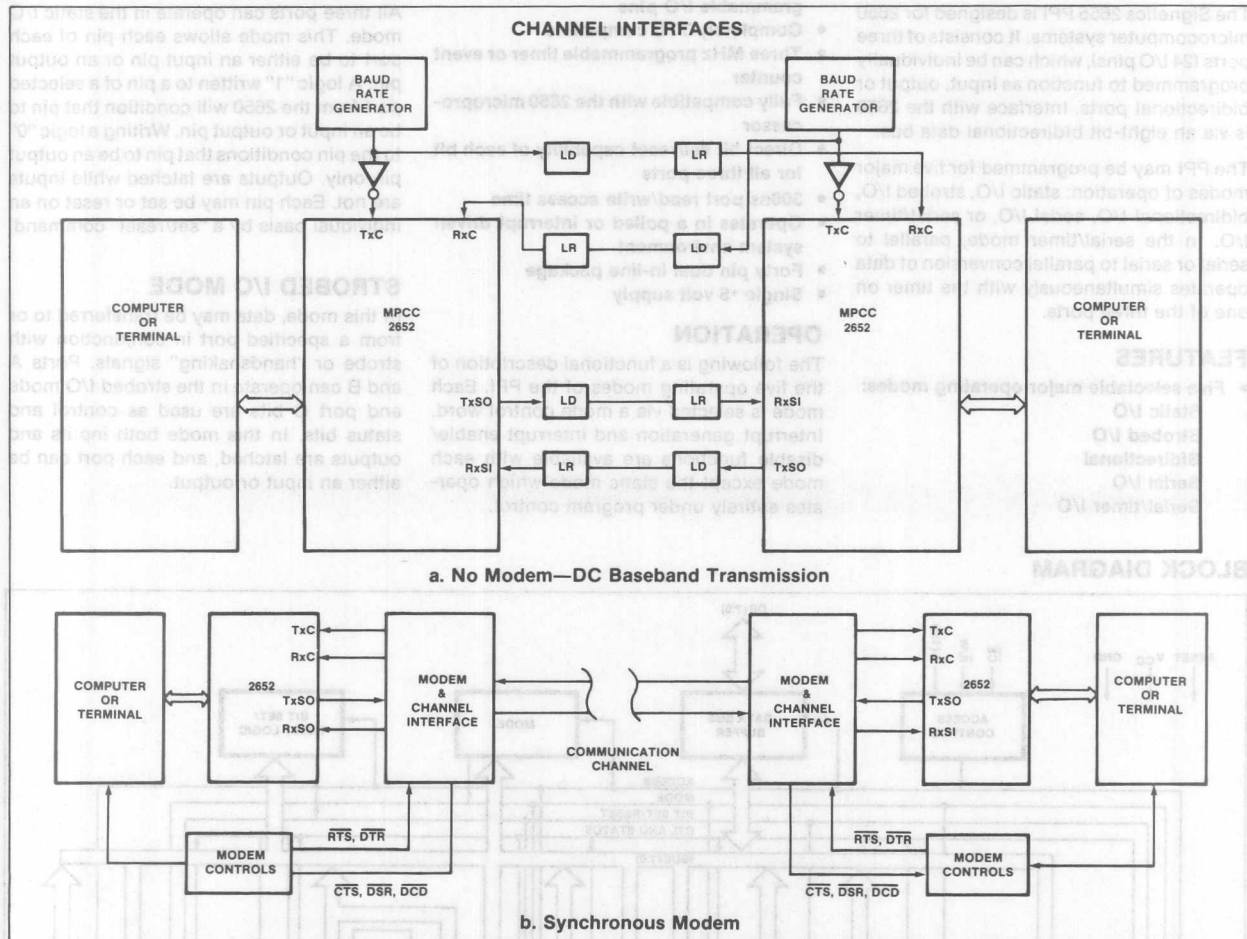 CHANNEL INTERFACES
BAUD
RATE
GENERATOR
BAUD
RATE
GENERATOR
LD
LR
TxC
RxC
LR
LD
TxC
RxC
COMPUTER
OR
TERMINAL
MPCC
2652
MPCC
2652
COMPUTER
OR
TERMINAL
TxSO
LD
LR
RxSI
RxSI
LR
LD
TxSO
a. No Modem—DC Baseband Transmission
COMPUTER
OR
TERMINAL
TxC
RxC
2652
TxSO
RxSO
MODEM
&
CHANNEL
INTERFACE
COMMUNICATION
CHANNEL
MODEM
&
CHANNEL
INTERFACE
TxC
RxC
2652
TxSO
RxSI
COMPUTER
OR
TERMINAL
RTS, DTR
MODEM
CONTROLS
CTS, DSR, DCD
RTS, DTR
MODEM
CONTROLS
CTS, DSR, DCD
b. Synchronous Modem